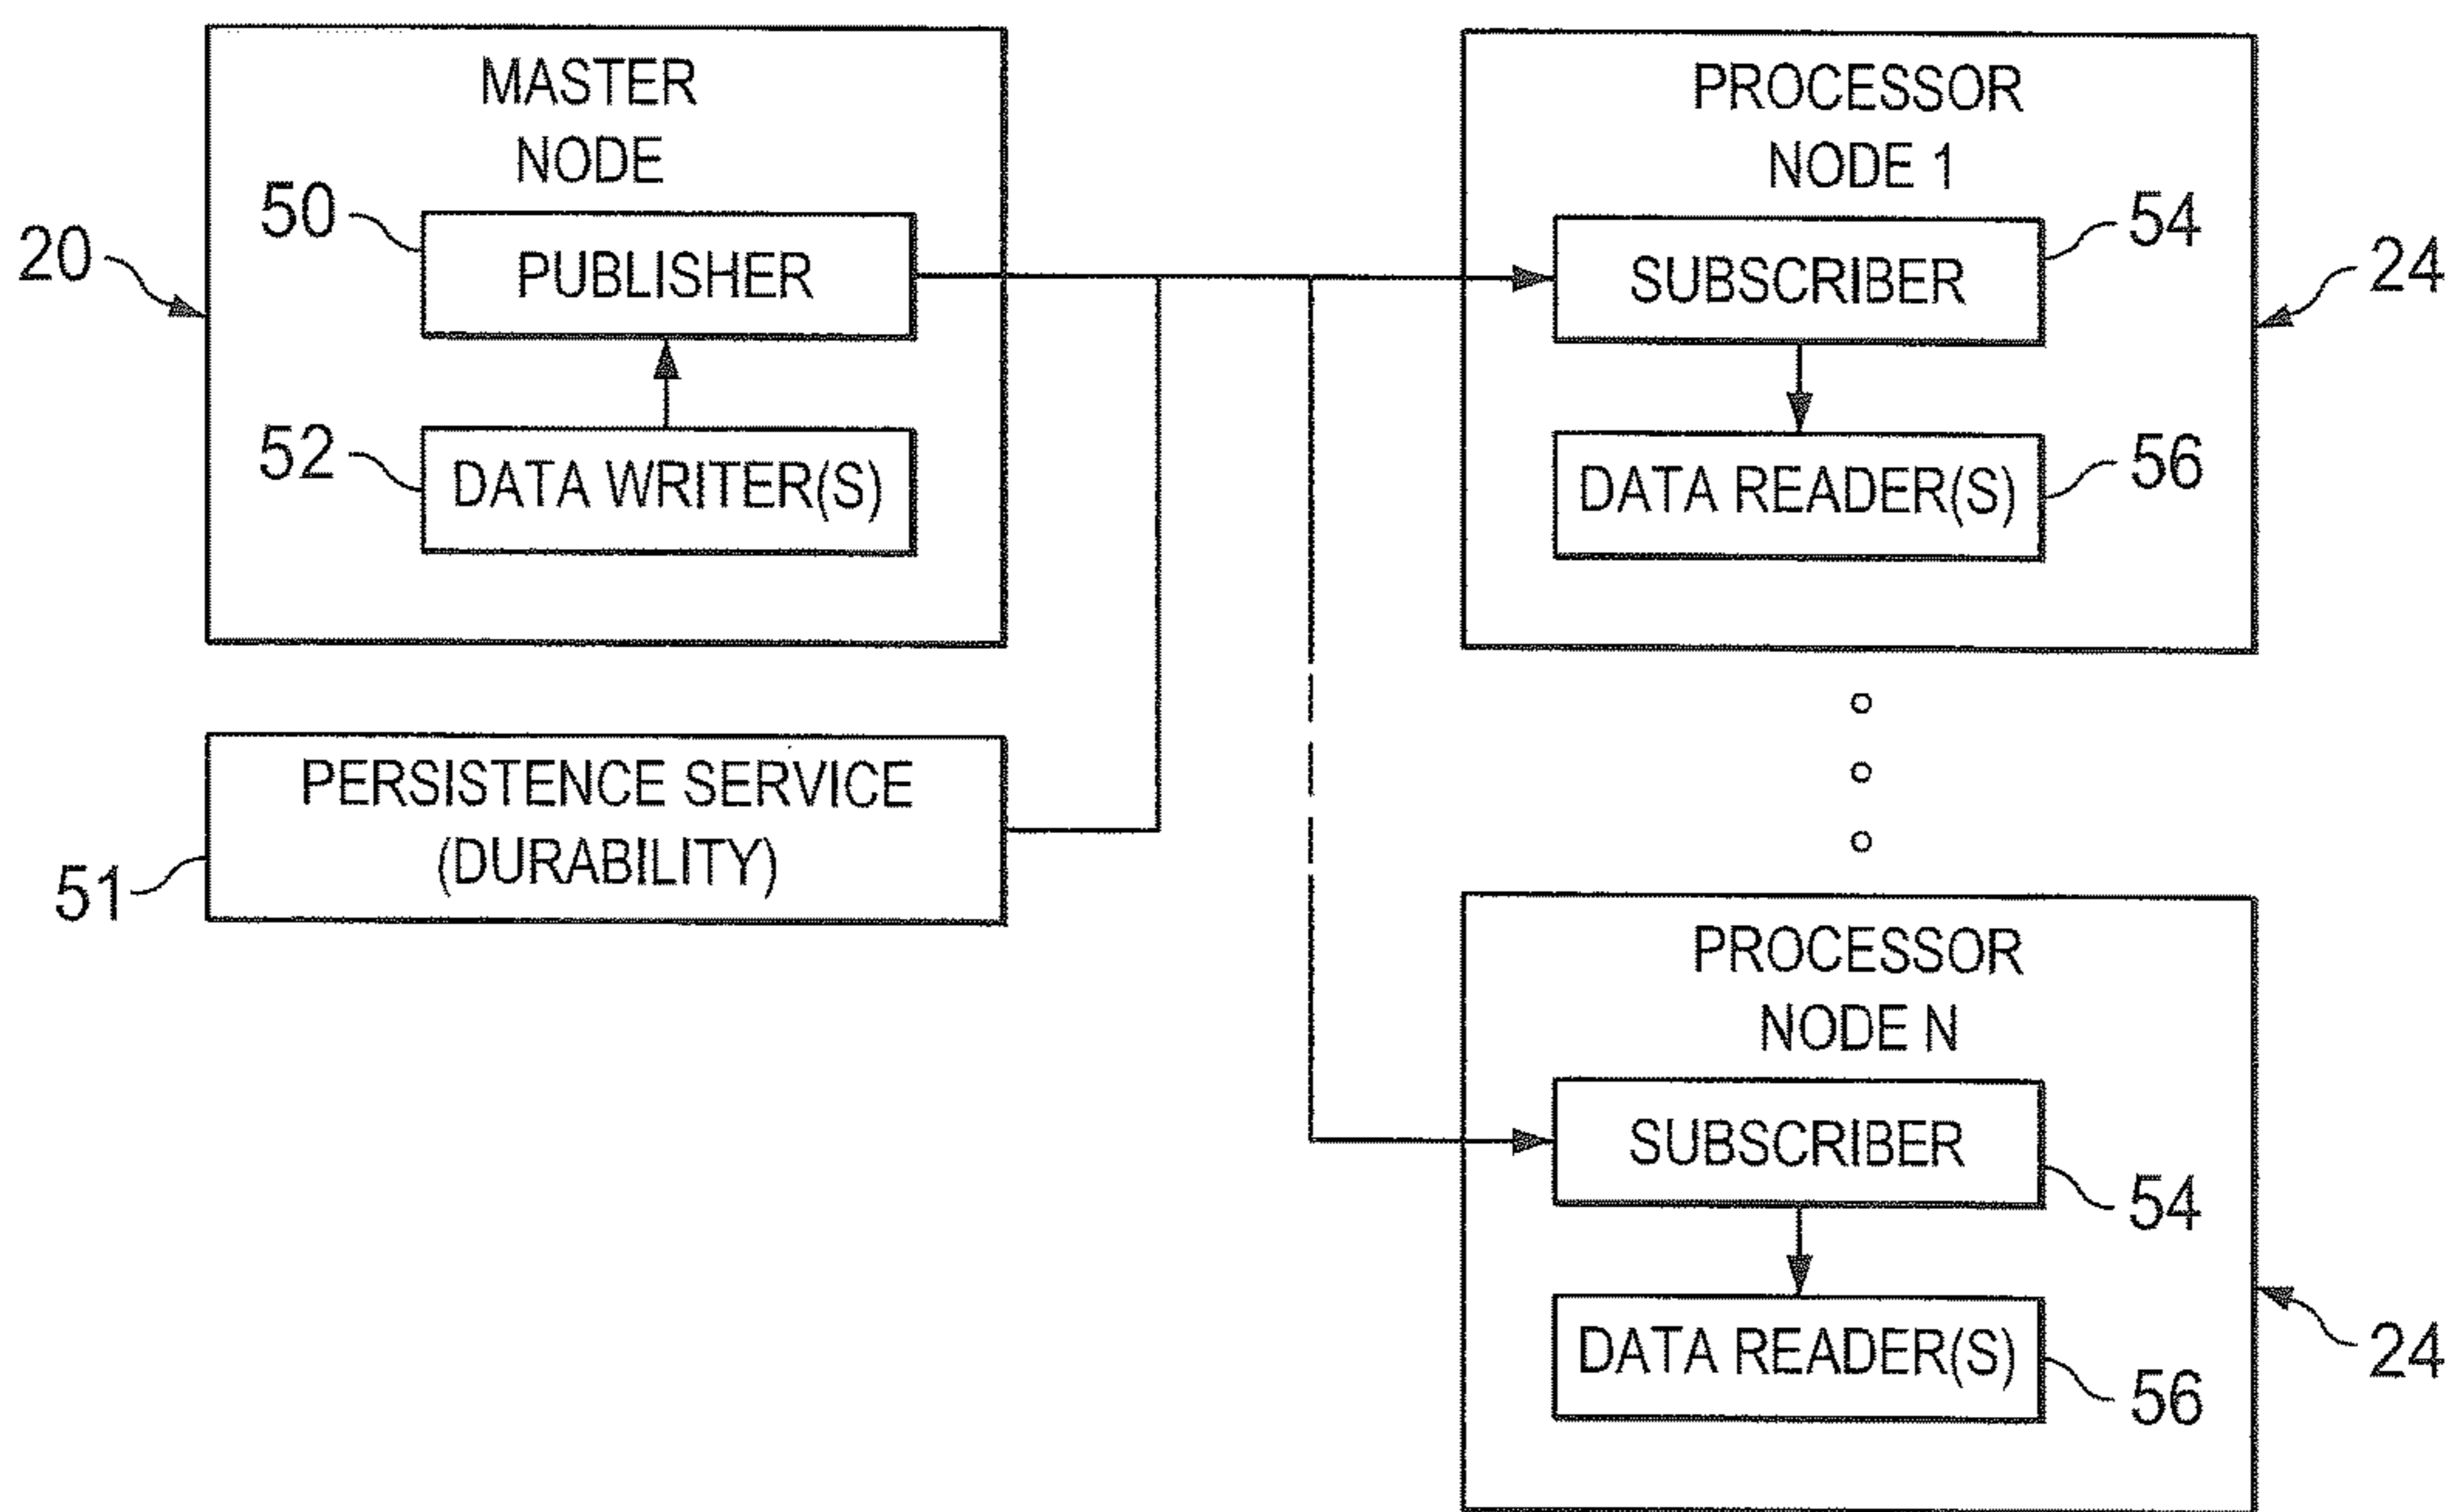 MASTER
NODE
20
50
PUBLISHER
52
DATA WRITER(S)
PERSISTENCE SERVICE
(DURABILITY)
51
PROCESSOR
NODE 1
SUBSCRIBER
54
24
DATA READER(S)
56
PROCESSOR
NODE N
SUBSCRIBER
54
DATA READER(S)
24
56